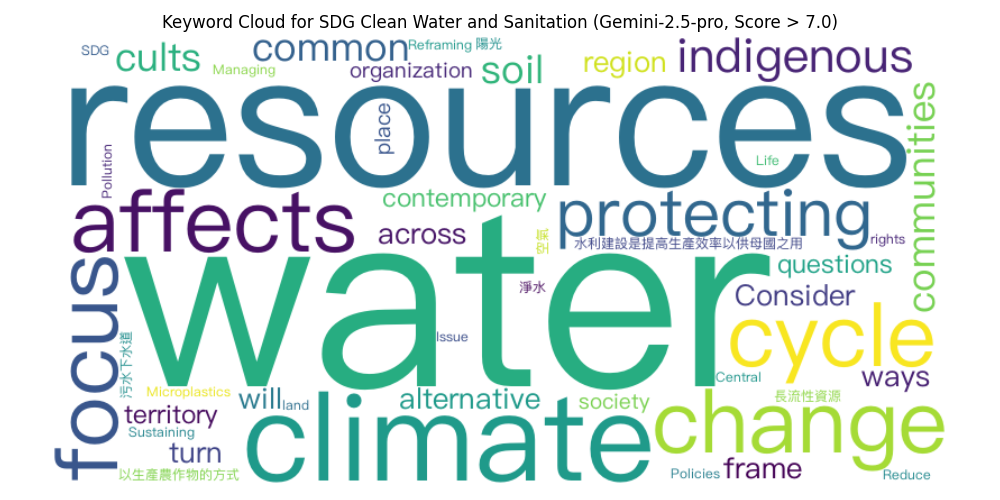 Keyword Cloud for SDG Clean Water and Sanitation (Gemini-2.5-pro, Score > 7.0)
SDG
cults
Managing
common
Reframing
陽光
organization
soil
region
indigenous
resources
place
Life
Pollution
communities
affects
contemporary
across
空氣
protecting
水利建設是提高生產效率以供母國之用
rights
focus
water
淨水
questions
Consider
cycle
污水下水道
Issue
Central
ways
Microplastics
will
land
alternative
society
長流性資源
territory
Sustaining
turn
climate
change
以生產農作物的方式
Policies
frame
Reduce